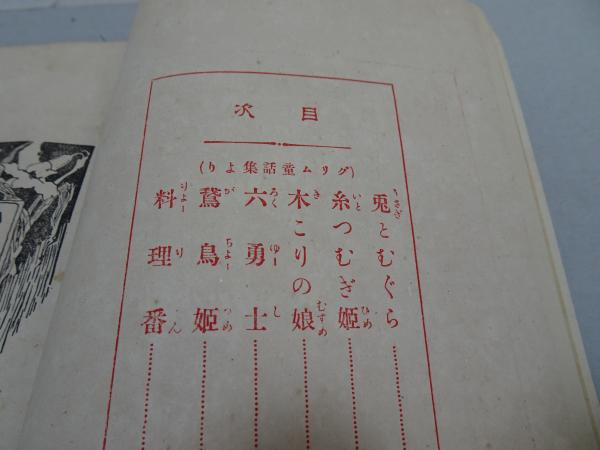 目次
(グリム童話集より)
兎とむぐら
糸つむぎ姫
木こりの娘
六勇士
鵞鳥姫
料理番